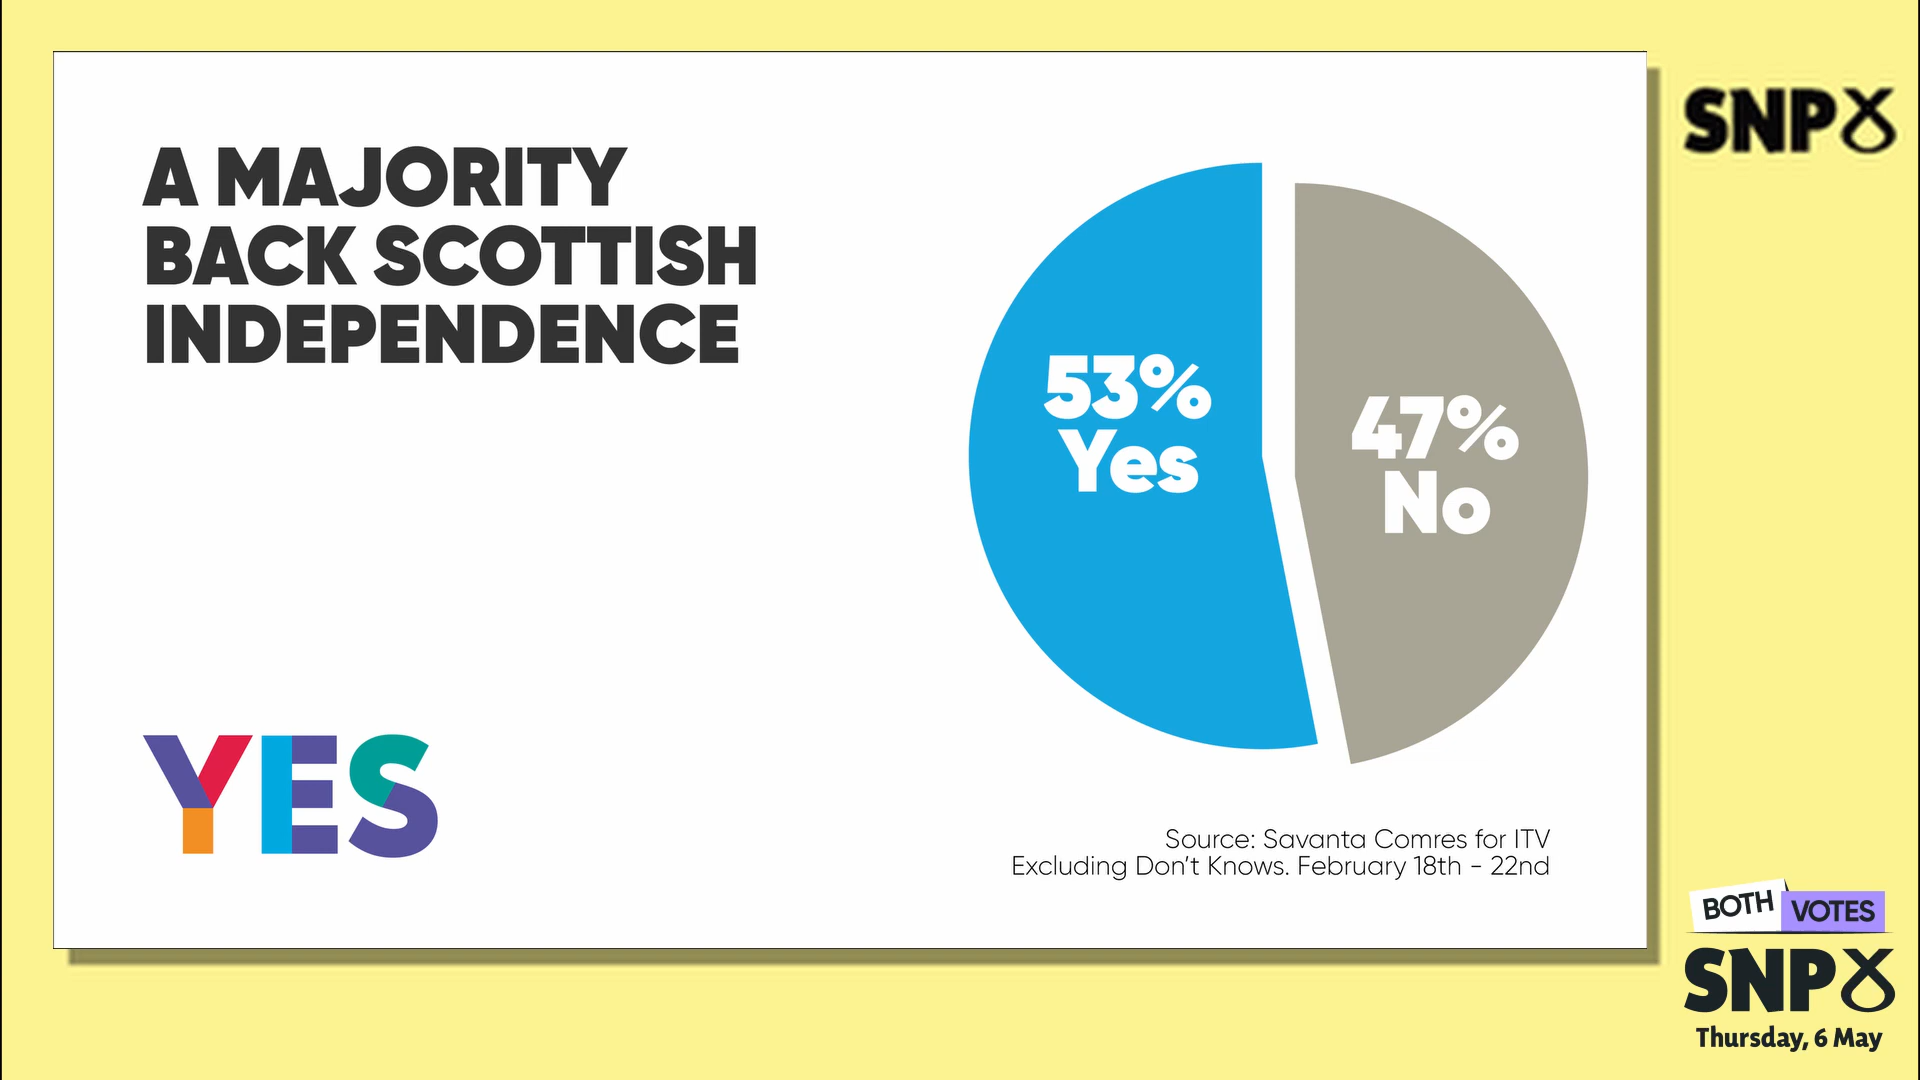 A MAJORITY
BACK SCOTTISH
INDEPENDENCE
53%
Yes
47%
No
YES
Source: Savanta Comres for ITV
Excluding Don't Knows. February 18th - 22nd
SNP
BOTH VOTES
SNP
Thursday, 6 May